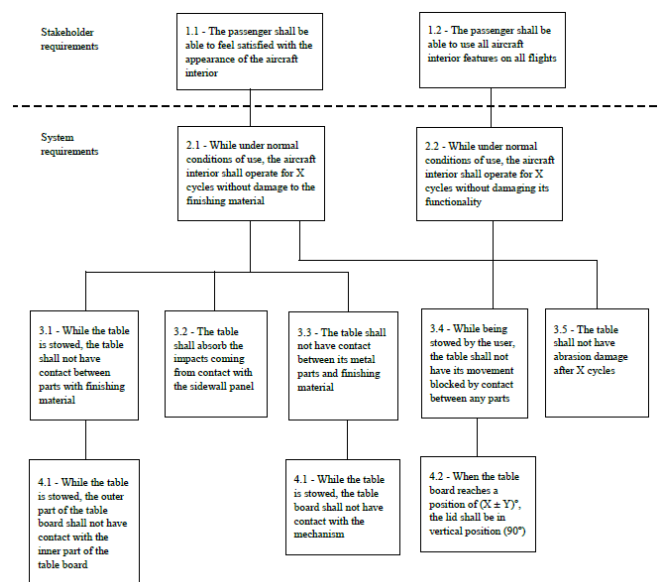 Stakeholder
requirements
1.1 - The passenger shall be
able to feel satisfied with the
appearance of the aircraft
interior
1.2 - The passenger shall be
able to use all aircraft
interior features on all flights
System
requirements
2.1 - While under normal
conditions of use, the aircraft
interior shall operate for X
cycles without damage to the
finishing material
2.2 - While under normal
conditions of use, the aircraft
interior shall operate for X
cycles without damaging its
functionality
3.1 - While the table
is stowed, the table
shall not have
contact between
parts with finishing
material
3.2 - The table
shall absorb the
impacts coming
from contact with
the sidewall panel
3.3 - The table shall
not have contact
between its metal
parts and finishing
material
3.4 - While being
stowed by the user,
the table shall not
have its movement
blocked by contact
between any parts
3.5 - The table
shall not have
abrasion damage
after X cycles
4.1 - While the table
is stowed, the outer
part of the table
board shall not have
contact with the
inner part of the
table board
4.1 - While the table
is stowed, the table
board shall not have
contact with the
mechanism
4.2 - When the table
board reaches a
position of (X ± Y)°,
the lid shall be in
vertical position (90°)